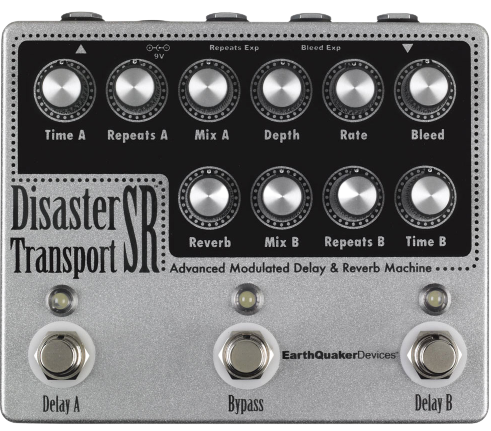 Repeats Exp Bleed Exp
9V
Time A Repeats A Mix A Depth Rate Bleed
Disaster
Transport SR
Reverb Mix B Repeats B Time B
Advanced Modulated Delay & Reverb Machine
EarthQuakerDevices™
Delay A Bypass Delay B